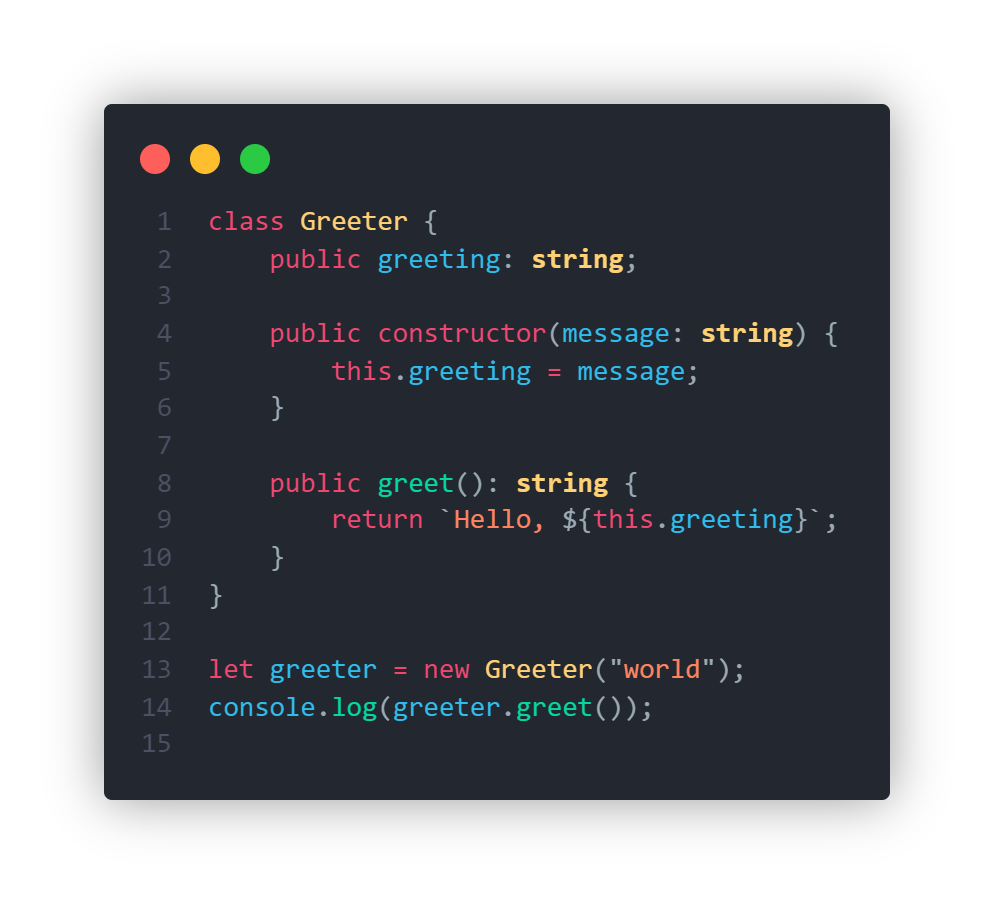 1 class Greeter {
2     public greeting: string;
3
4     public constructor(message: string) {
5         this.greeting = message;
6     }
7
8     public greet(): string {
9         return `Hello, ${this.greeting}`;
10     }
11 }
12
13 let greeter = new Greeter("world");
14 console.log(greeter.greet());
15